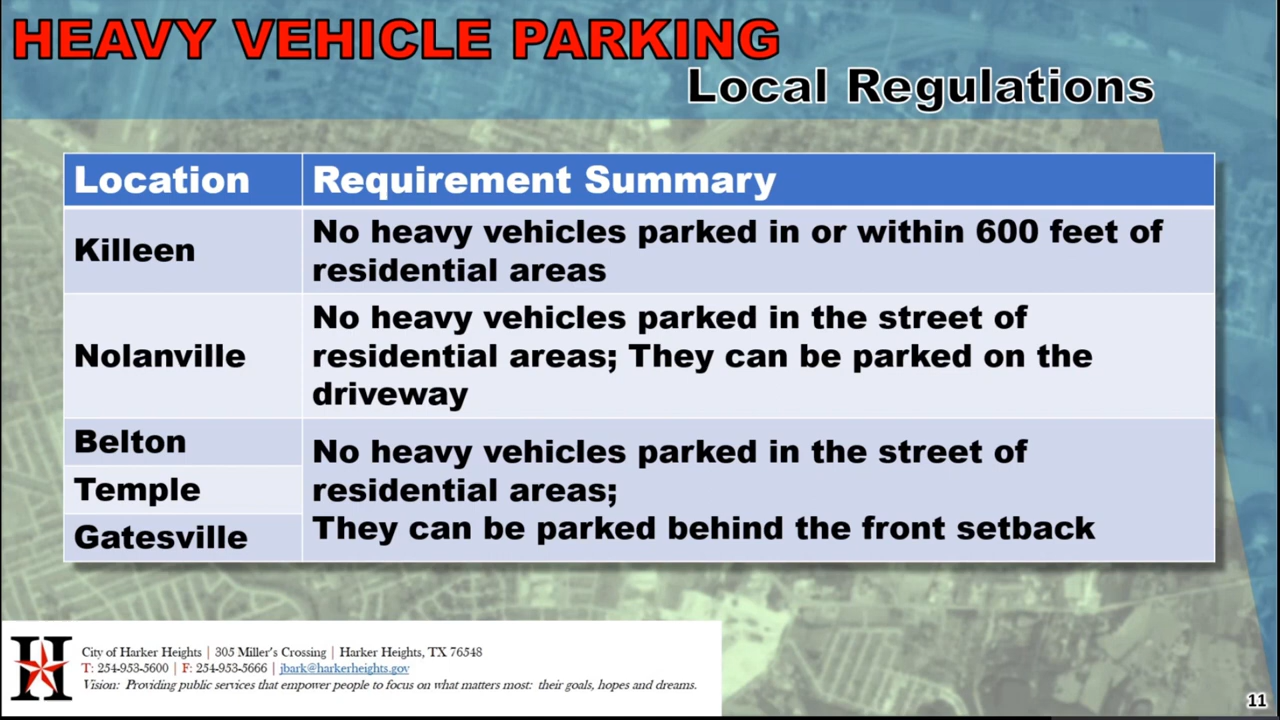 HEAVY VEHICLE PARKING
Local Regulations
Location
Requirement Summary
Killeen
No heavy vehicles parked in or within 600 feet of
residential areas
Nolanville
No heavy vehicles parked in the street of
residential areas; They can be parked on the
driveway
Belton
Temple
Gatesville
No heavy vehicles parked in the street of
residential areas;
They can be parked behind the front setback
H
City of Harker Heights | 305 Miller's Crossing | Harker Heights, TX 76548
T: 254-953-5600 | F: 254-953-5666 | jbark@harkerheights.gov
Vision: Providing public services that empower people to focus on what matters most: their goals, hopes and dreams.
11